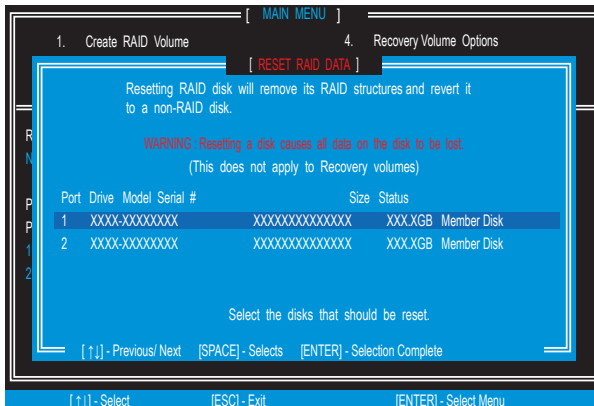 [ MAIN MENU ]
1. Create RAID Volume 4. Recovery Volume Options
[ RESET RAID DATA ]
Resetting RAID disk will remove its RAID structures and revert it
to a non-RAID disk.
WARNING: Resetting a disk causes all data on the disk to be lost.
(This does not apply to Recovery volumes)
R
N
P
P
1
2
Port Drive Model Serial # Size Status
1 XXXX-XXXXXXXX XXXXXXXXXXXXXX XXX.XGB Member Disk
2 XXXX-XXXXXXXX XXXXXXXXXXXXXX XXX.XGB Member Disk
Select the disks that should be reset.
[↑↓] - Previous/ Next [SPACE] - Selects [ENTER] - Selection Complete
[↑↓] - Select [ESC] - Exit [ENTER] - Select Menu